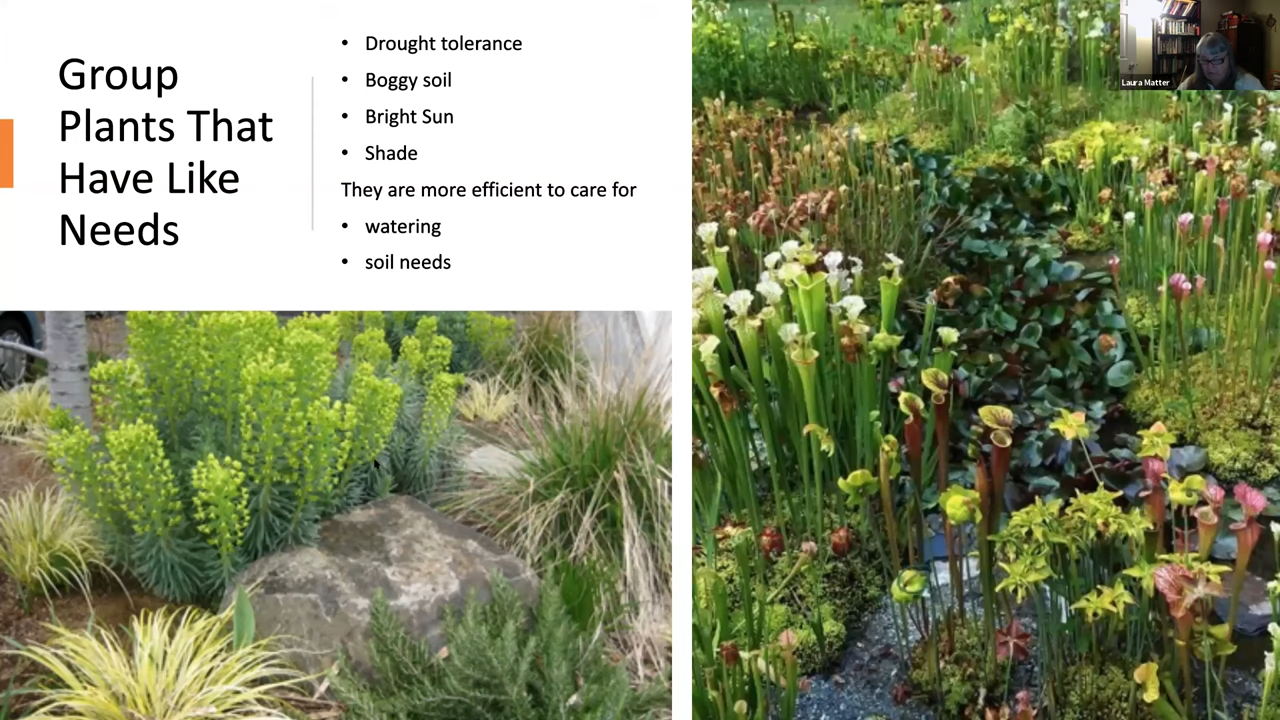 Group
Plants That
Have Like
Needs
• Drought tolerance
• Boggy soil
• Bright Sun
• Shade
They are more efficient to care for
• watering
• soil needs
Laura Matter